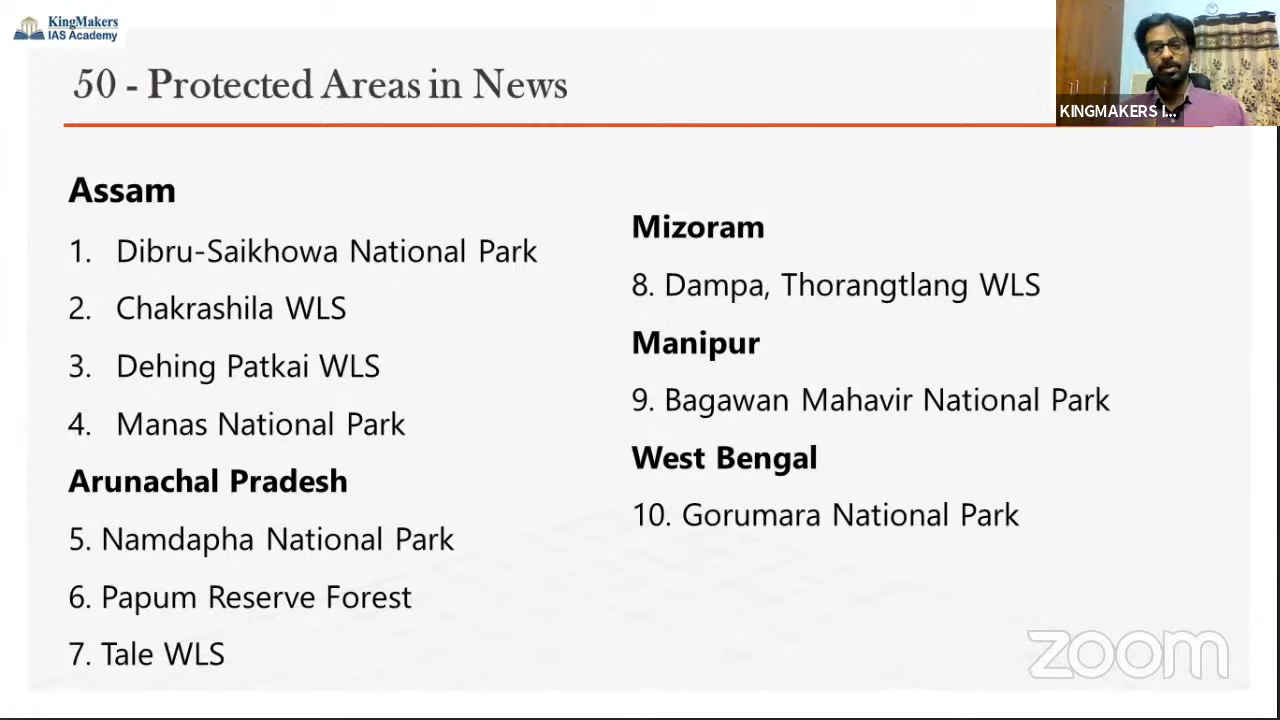 KingMakers
IAS Academy
50 - Protected Areas in News
KINGMAKERS I...
Assam
1. Dibru-Saikhowa National Park
2. Chakrashila WLS
3. Dehing Patkai WLS
4. Manas National Park
Arunachal Pradesh
5. Namdapha National Park
6. Papum Reserve Forest
7. Tale WLS
Mizoram
8. Dampa, Thorangtlang WLS
Manipur
9. Bagawan Mahavir National Park
West Bengal
10. Gorumara National Park
zoom